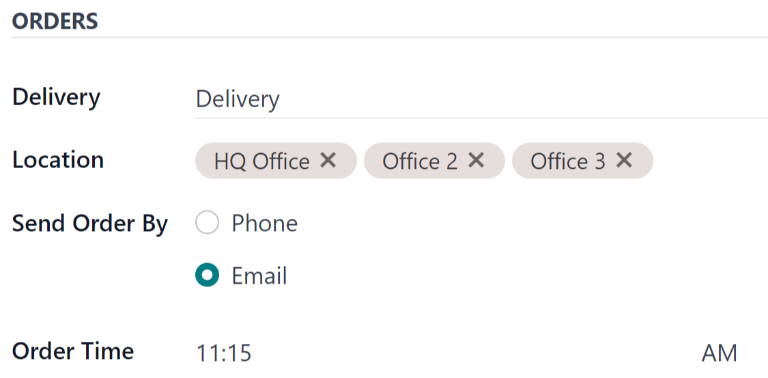 ORDERS
Delivery Delivery
Location HQ Office ✕ Office 2 ✕ Office 3 ✕
Send Order By Phone
Email
Order Time 11:15 AM